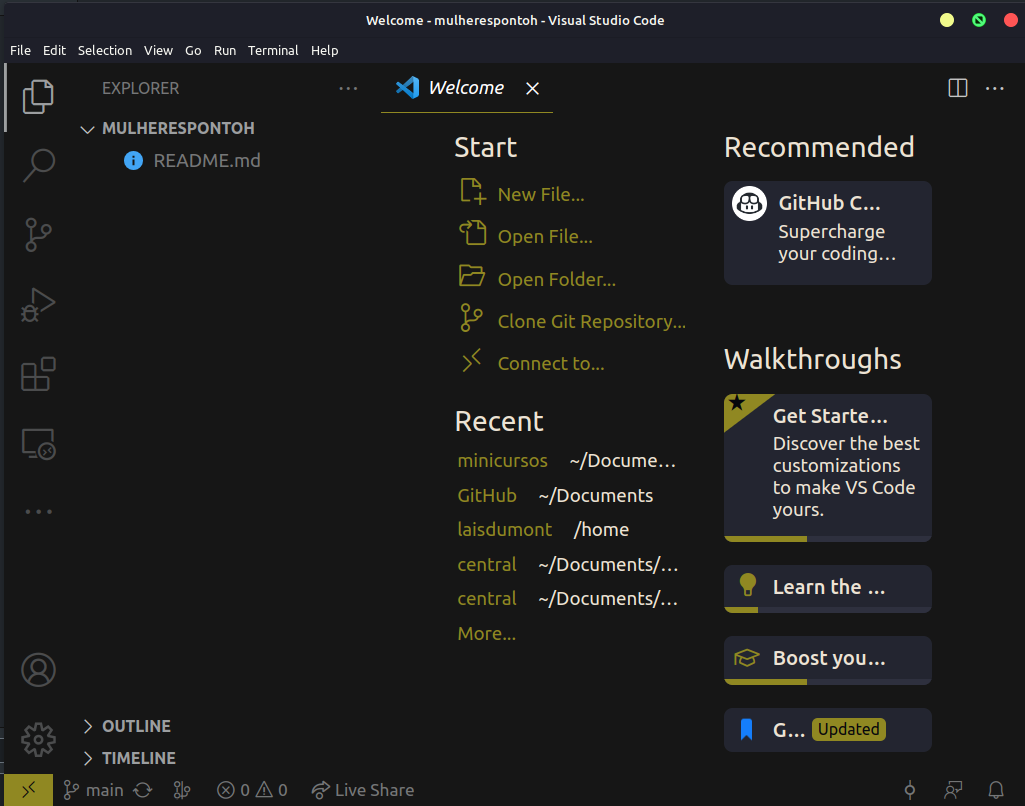 Welcome - mulherespontoh - Visual Studio Code
File Edit Selection View Go Run Terminal Help
EXPLORER
MULHERESPONTOH
README.md
Welcome
Start
New File...
Open File...
Open Folder...
Clone Git Repository...
Connect to...
Recent
minicursos ~/Docume...
GitHub ~/Documents
laisdumont /home
central ~/Documents/...
central ~/Documents/...
More...
Recommended
GitHub C...
Supercharge
your coding...
Walkthroughs
Get Starte...
Discover the best
customizations
to make VS Code
yours.
Learn the ...
Boost you...
G... Updated
OUTLINE
TIMELINE
main 0 0 Live Share